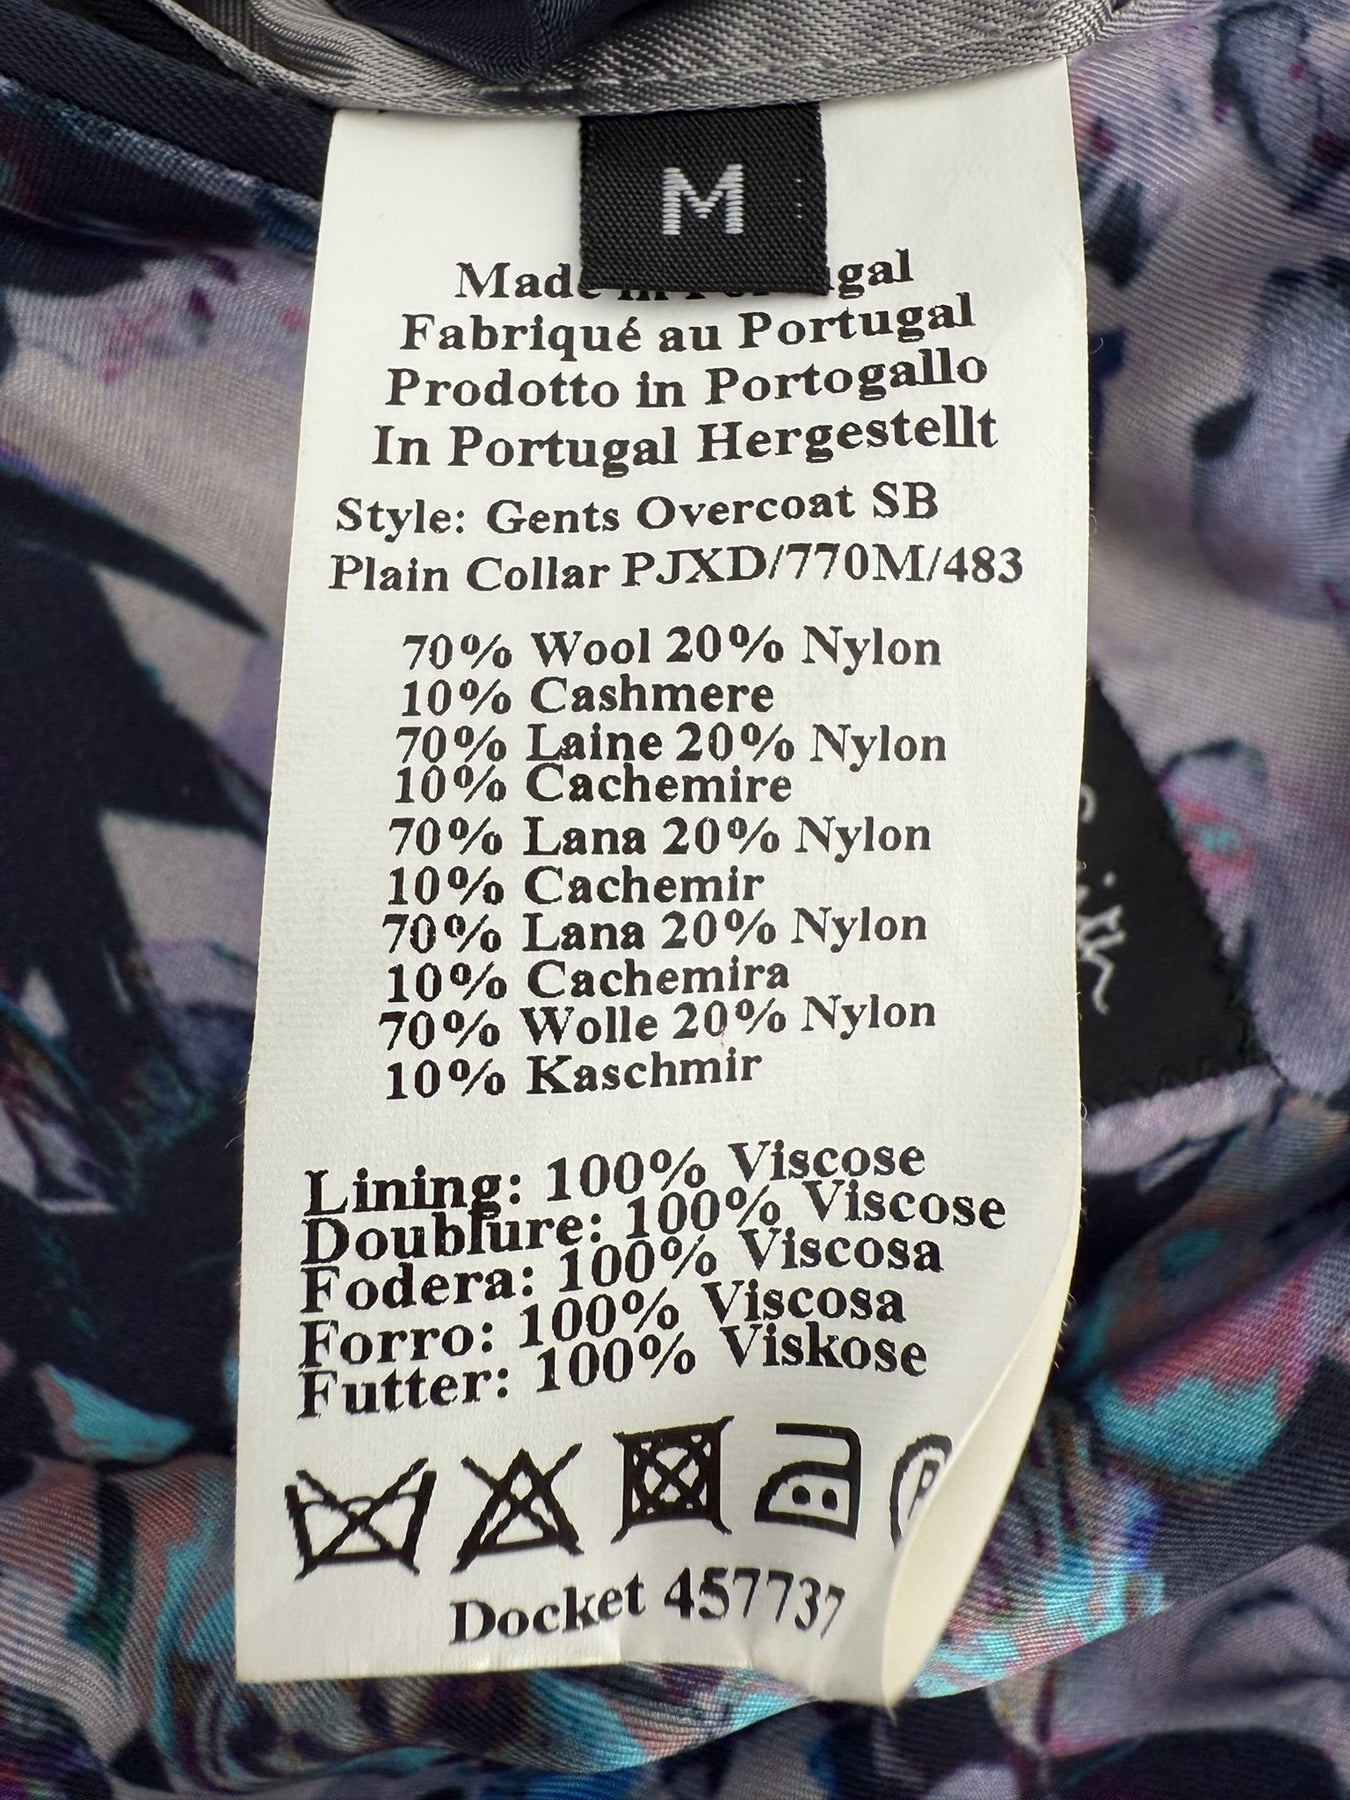 M
Made in Portugal
Fabriqué au Portugal
Prodotto in Portogallo
In Portugal Hergestellt
Style: Gents Overcoat SB
Plain Collar PJXD/770M/483
70% Wool 20% Nylon
10% Cashmere
70% Laine 20% Nylon
10% Cachemire
70% Lana 20% Nylon
10% Cachemir
70% Lana 20% Nylon
10% Cachemira
70% Wolle 20% Nylon
10% Kaschmir
Lining: 100% Viscose
Doublure: 100% Viscose
Fodera: 100% Viscosa
Forro: 100% Viscosa
Futter: 100% Viskose
P
Docket 457737